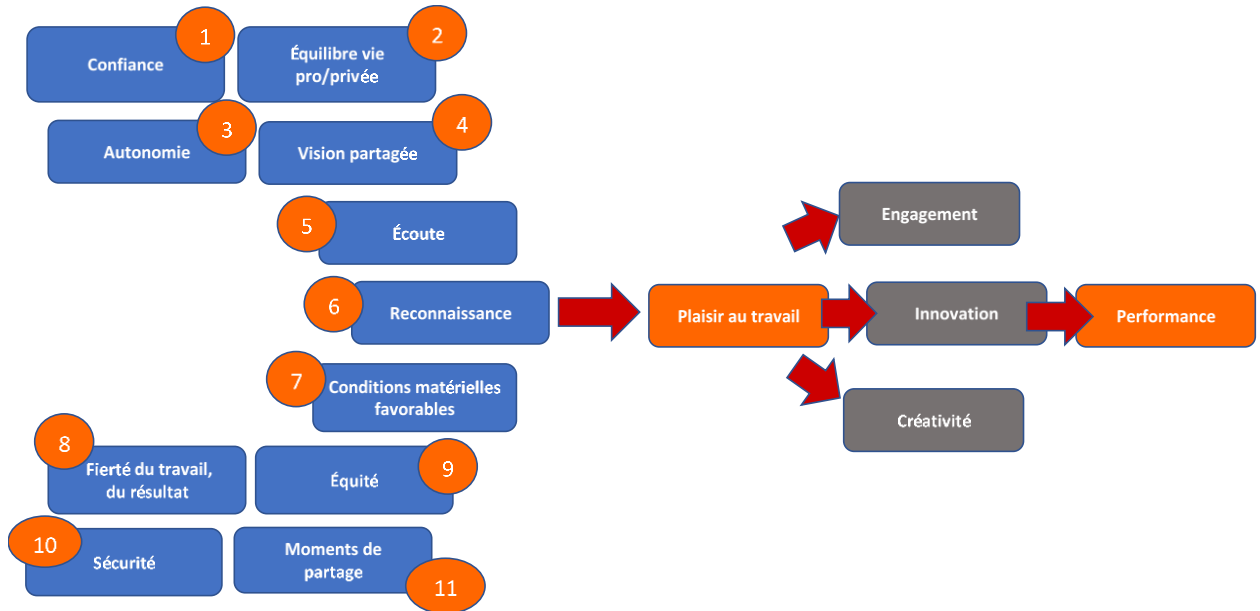 1
Confiance
2
Équilibre vie
pro/privée
3
Autonomie
4
Vision partagée
5
Écoute
6
Reconnaissance
7
Conditions matérielles
favorables
8
Fierté du travail,
du résultat
9
Équité
10
Sécurité
11
Moments de
partage
Plaisir au travail
Engagement
Innovation
Créativité
Performance